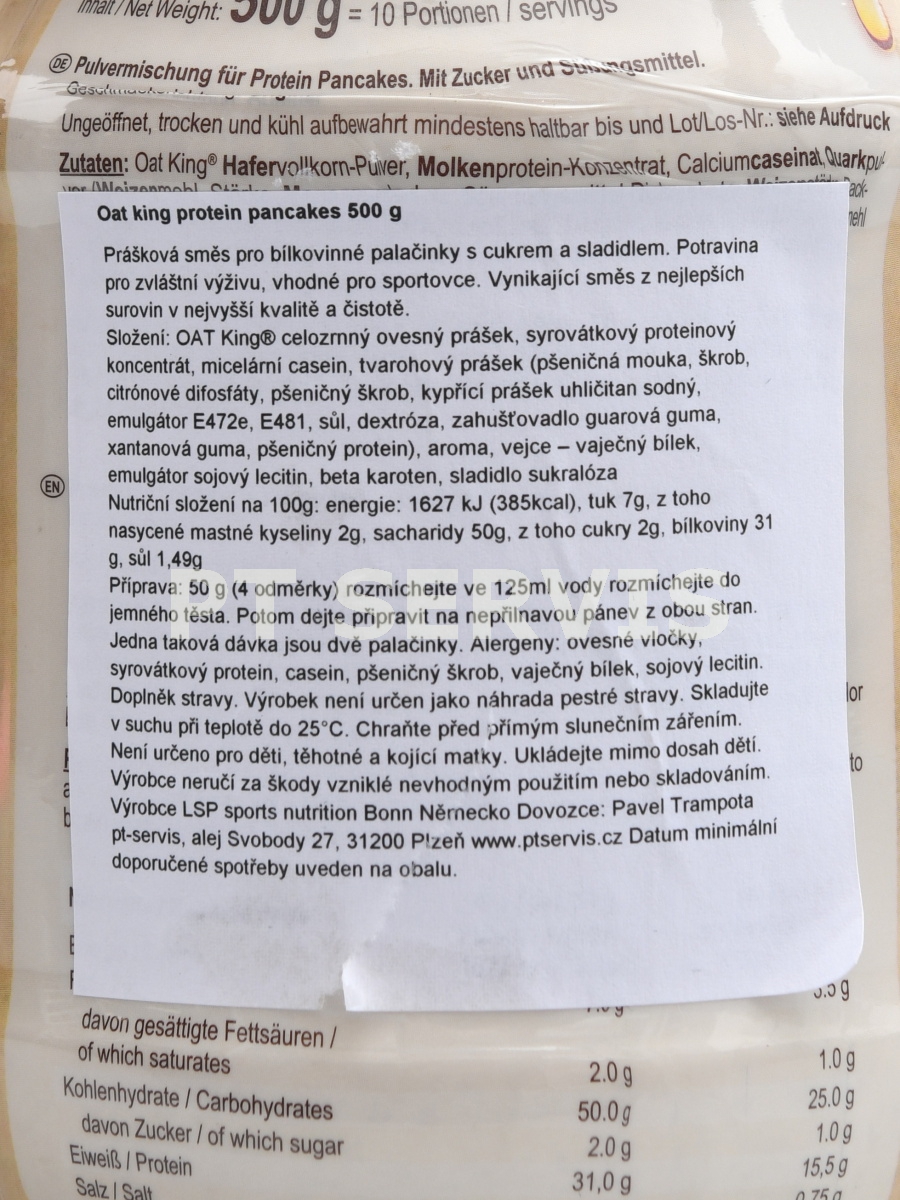 Inhalt / Net Weight: 500 g = 10 Portionen / servings
DE Pulvermischung für Protein Pancakes. Mit Zucker und Süßungsmittel.
Ungeöffnet, trocken und kühl aufbewahrt mindestens haltbar bis und Lot/Los-Nr.: siehe Aufdruck
Zutaten: Oat King® Hafervollkorn-Pulver, Molkenprotein-Konzentrat, Calciumcaseinat, Quarkpul-
Oat king protein pancakes 500 g
Prášková směs pro bílkovinné palačinky s cukrem a sladidlem. Potravina
pro zvláštní výživu, vhodné pro sportovce. Vynikající směs z nejlepších
surovin v nejvyšší kvalitě a čistotě.
Složení: OAT King® celozrnný ovesný prášek, syrovátkový proteinový
koncentrát, micelární casein, tvarohový prášek (pšeničná mouka, škrob,
citrónové difosfáty, pšeničný škrob, kypřící prášek uhličitan sodný,
emulgátor E472e, E481, sůl, dextróza, zahušťovadlo guarová guma,
xantanová guma, pšeničný protein), aroma, vejce – vaječný bílek,
emulgátor sojový lecitin, beta karoten, sladidlo sukralóza
EN
Nutriční složení na 100g: energie: 1627 kJ (385kcal), tuk 7g, z toho
nasycené mastné kyseliny 2g, sacharidy 50g, z toho cukry 2g, bílkoviny 31
g, sůl 1,49g
Příprava: 50 g (4 odměrky) rozmíchejte ve 125ml vody rozmíchejte do
jemného těsta. Potom dejte připravit na nepřilnavou pánev z obou stran.
PT SERVIS
Jedna taková dávka jsou dvě palačinky. Alergeny: ovesné vločky,
syrovátkový protein, casein, pšeničný škrob, vaječný bílek, sojový lecitin.
Doplněk stravy. Výrobek není určen jako náhrada pestré stravy. Skladujte
v suchu při teplotě do 25°C. Chraňte před přímým slunečním zářením.
Není určeno pro děti, těhotné a kojící matky. Ukládejte mimo dosah dětí.
Výrobce neručí za škody vzniklé nevhodným použitím nebo skladováním.
Výrobce LSP sports nutrition Bonn Německo Dovozce: Pavel Trampota
pt-servis, alej Svobody 27, 31200 Plzeň www.ptservis.cz Datum minimální
doporučené spotřeby uveden na obalu.
davon gesättigte Fettsäuren /
of which saturates 2.0 g 1.0 g
Kohlenhydrate / Carbohydrates 50.0 g 25.0 g
davon Zucker / of which sugar 2.0 g 1.0 g
Eiweiß / Protein 31,0 g 15,5 g
Salz / Salt 0.75 g